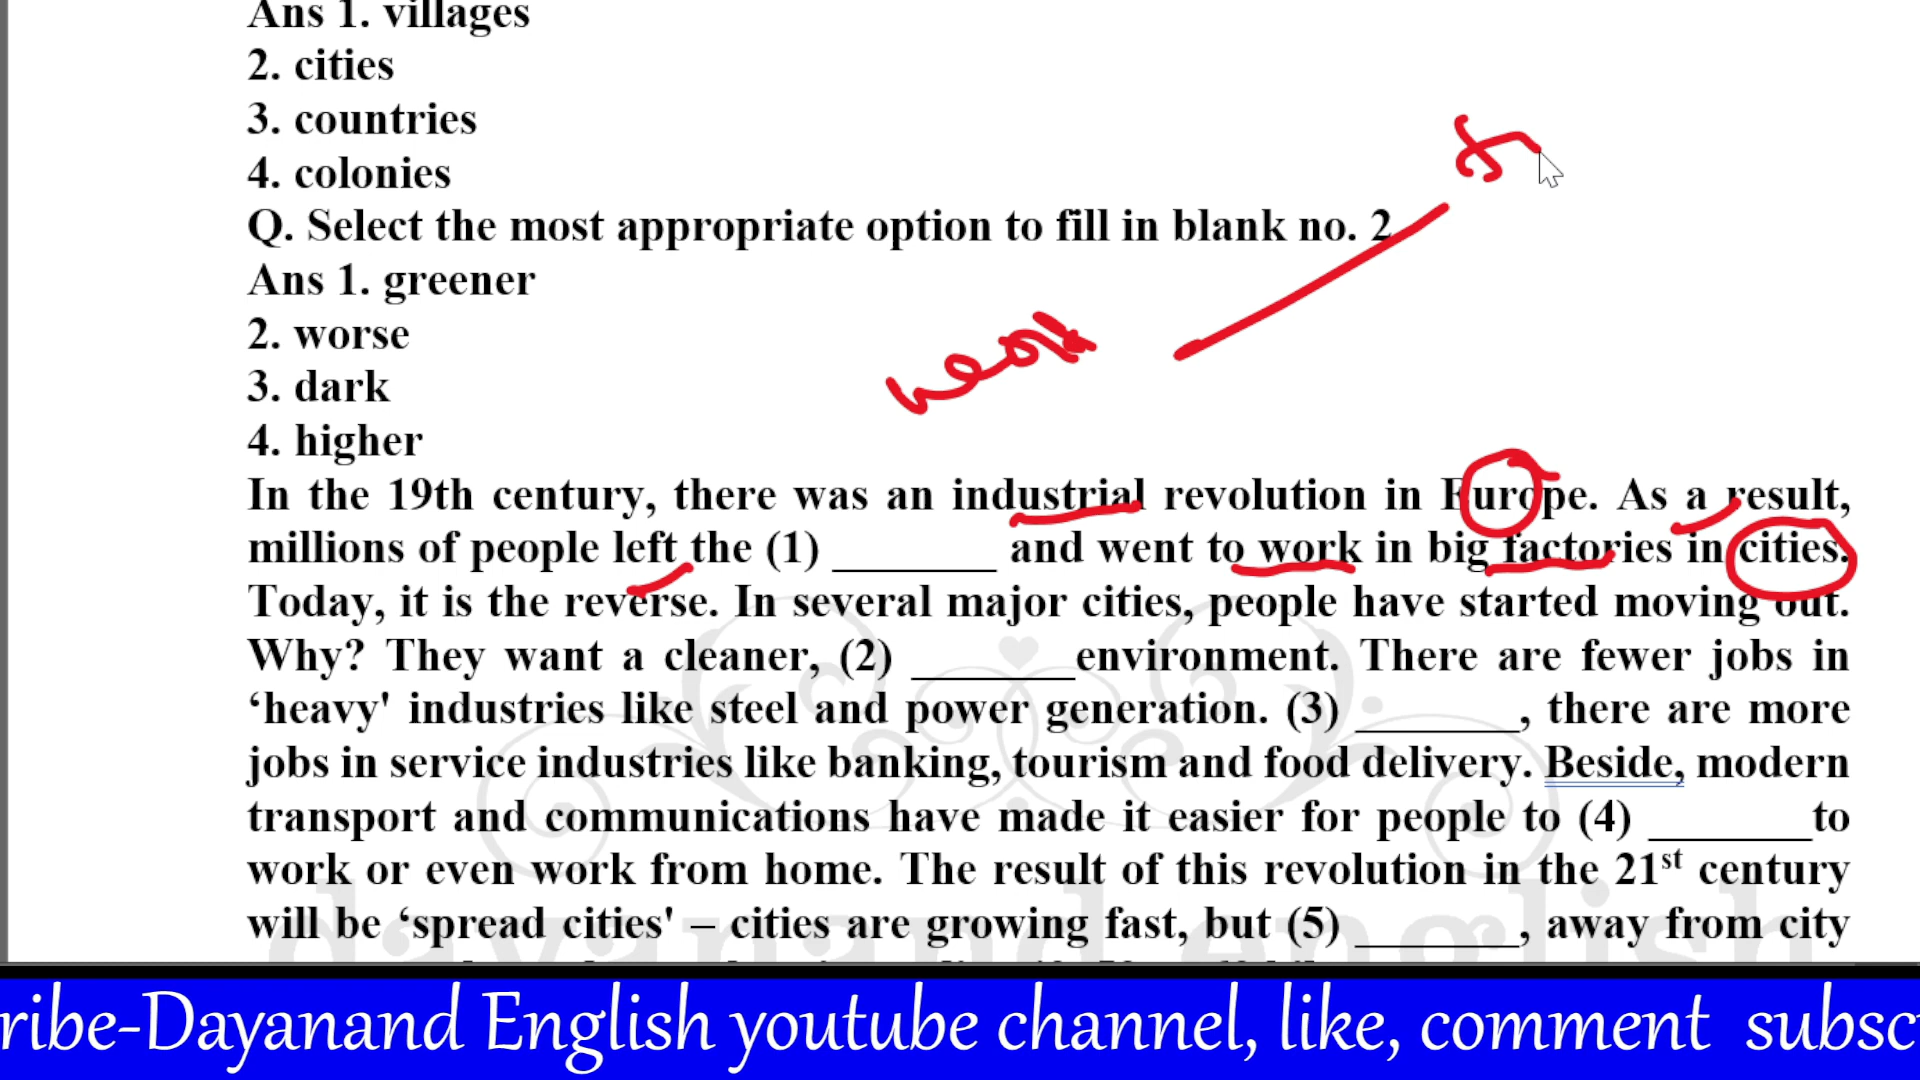 Ans 1. villages
2. cities
3. countries
4. colonies
Q. Select the most appropriate option to fill in blank no. 2
Ans 1. greener
2. worse
3. dark
4. higher
In the 19th century, there was an industrial revolution in Europe. As a result,
millions of people left the (1) _______ and went to work in big factories in cities.
Today, it is the reverse. In several major cities, people have started moving out.
Why? They want a cleaner, (2) _______environment. There are fewer jobs in
‘heavy' industries like steel and power generation. (3) _______, there are more
jobs in service industries like banking, tourism and food delivery. Beside, modern
transport and communications have made it easier for people to (4) _______to
work or even work from home. The result of this revolution in the 21st century
will be ‘spread cities' – cities are growing fast, but (5) _______, away from city
dayanand english
ribe-Dayanand English youtube channel, like, comment subsc